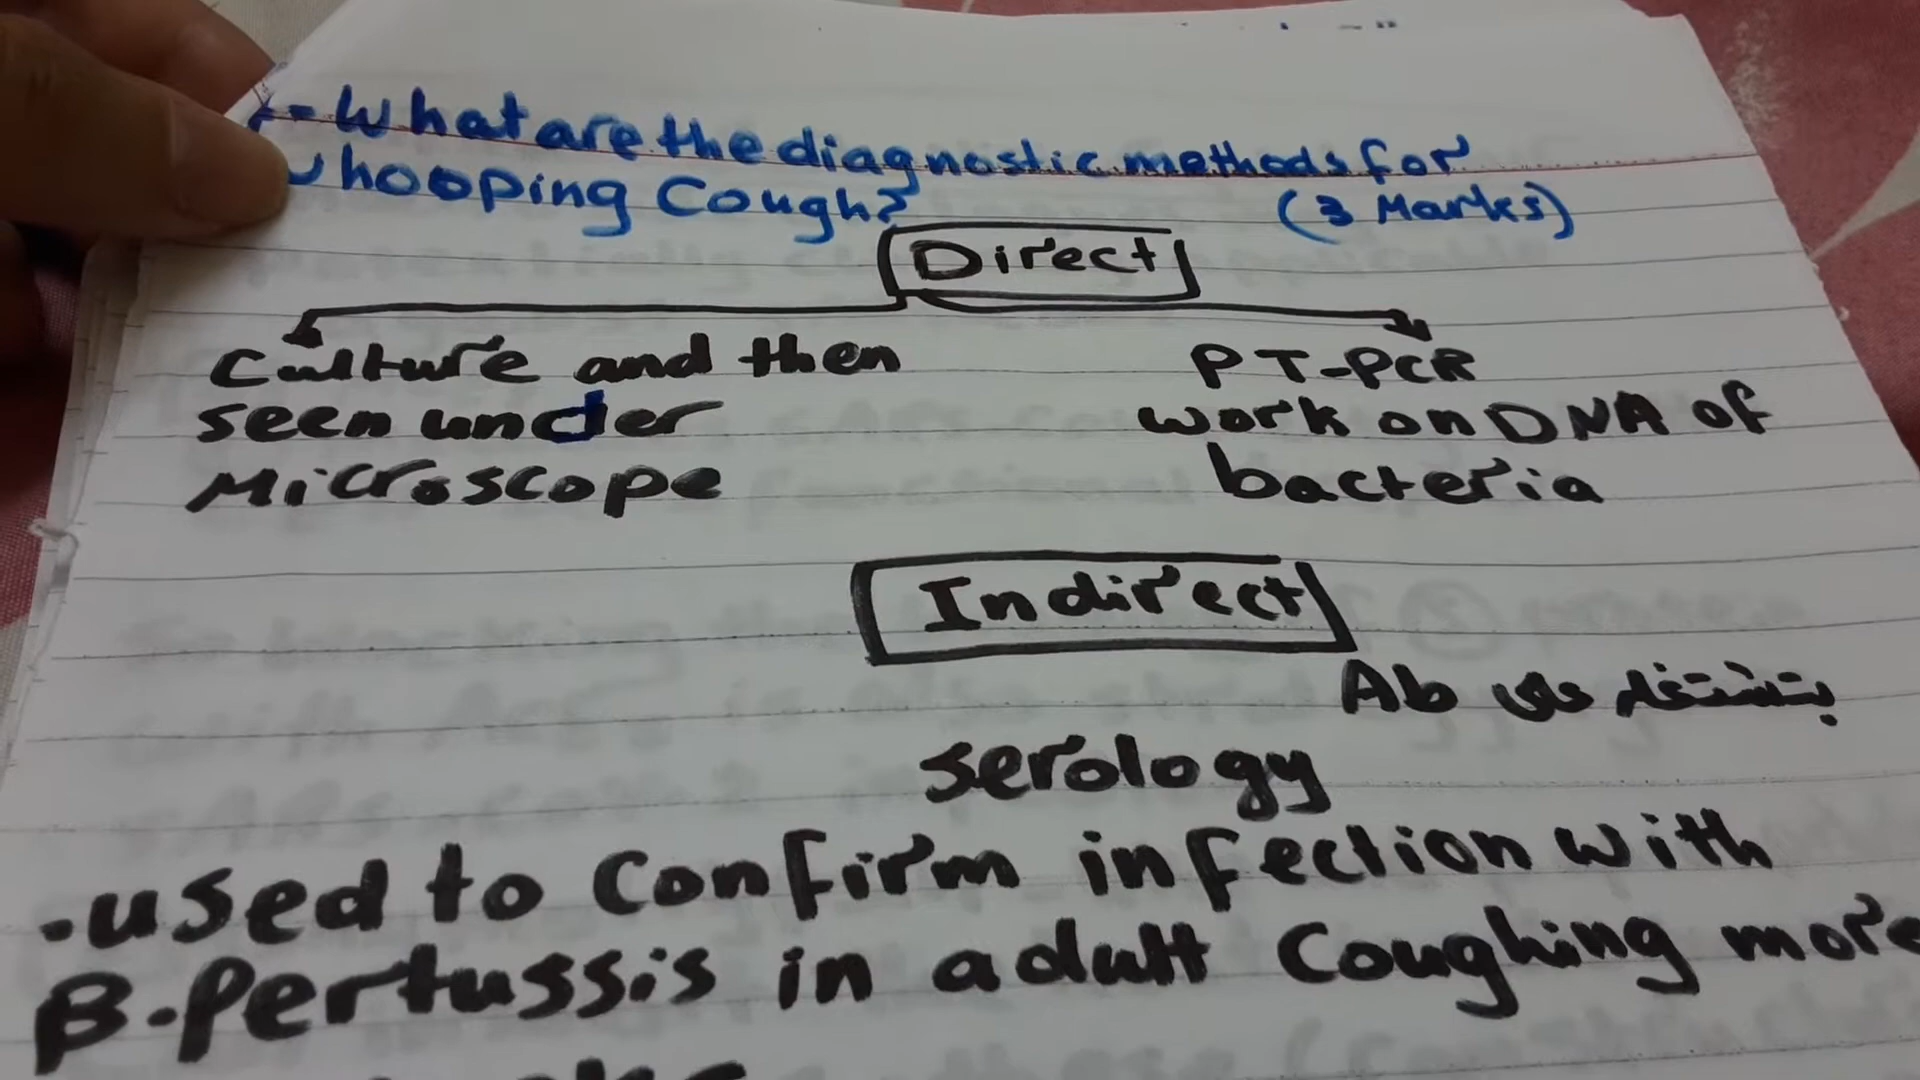 - What are the diagnostic methods for
whooping Cough? (3 Marks)
Direct
Culture and then
seen under
Microscope
PT-PCR
work on DNA of
bacteria
Indirect
بتشتغل على Ab
serology
- used to confirm infection with
B. Pertussis in adult Coughing more